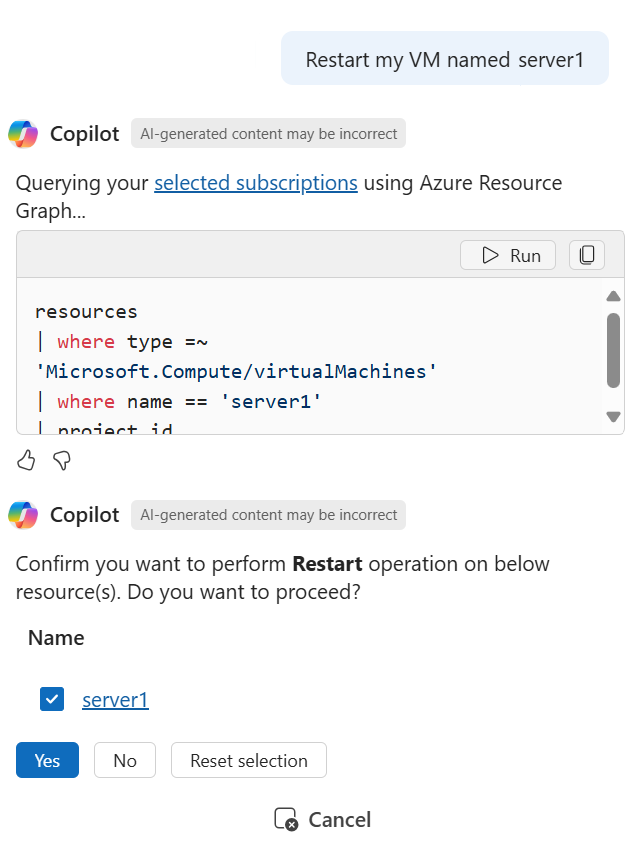 Restart my VM named server1
Copilot AI-generated content may be incorrect
Querying your selected subscriptions using Azure Resource
Graph...
Run
resources
| where type =~
'Microsoft.Compute/virtualMachines'
| where name == 'server1'
| project id
Copilot AI-generated content may be incorrect
Confirm you want to perform Restart operation on below
resource(s). Do you want to proceed?
Name
server1
Yes No Reset selection
Cancel